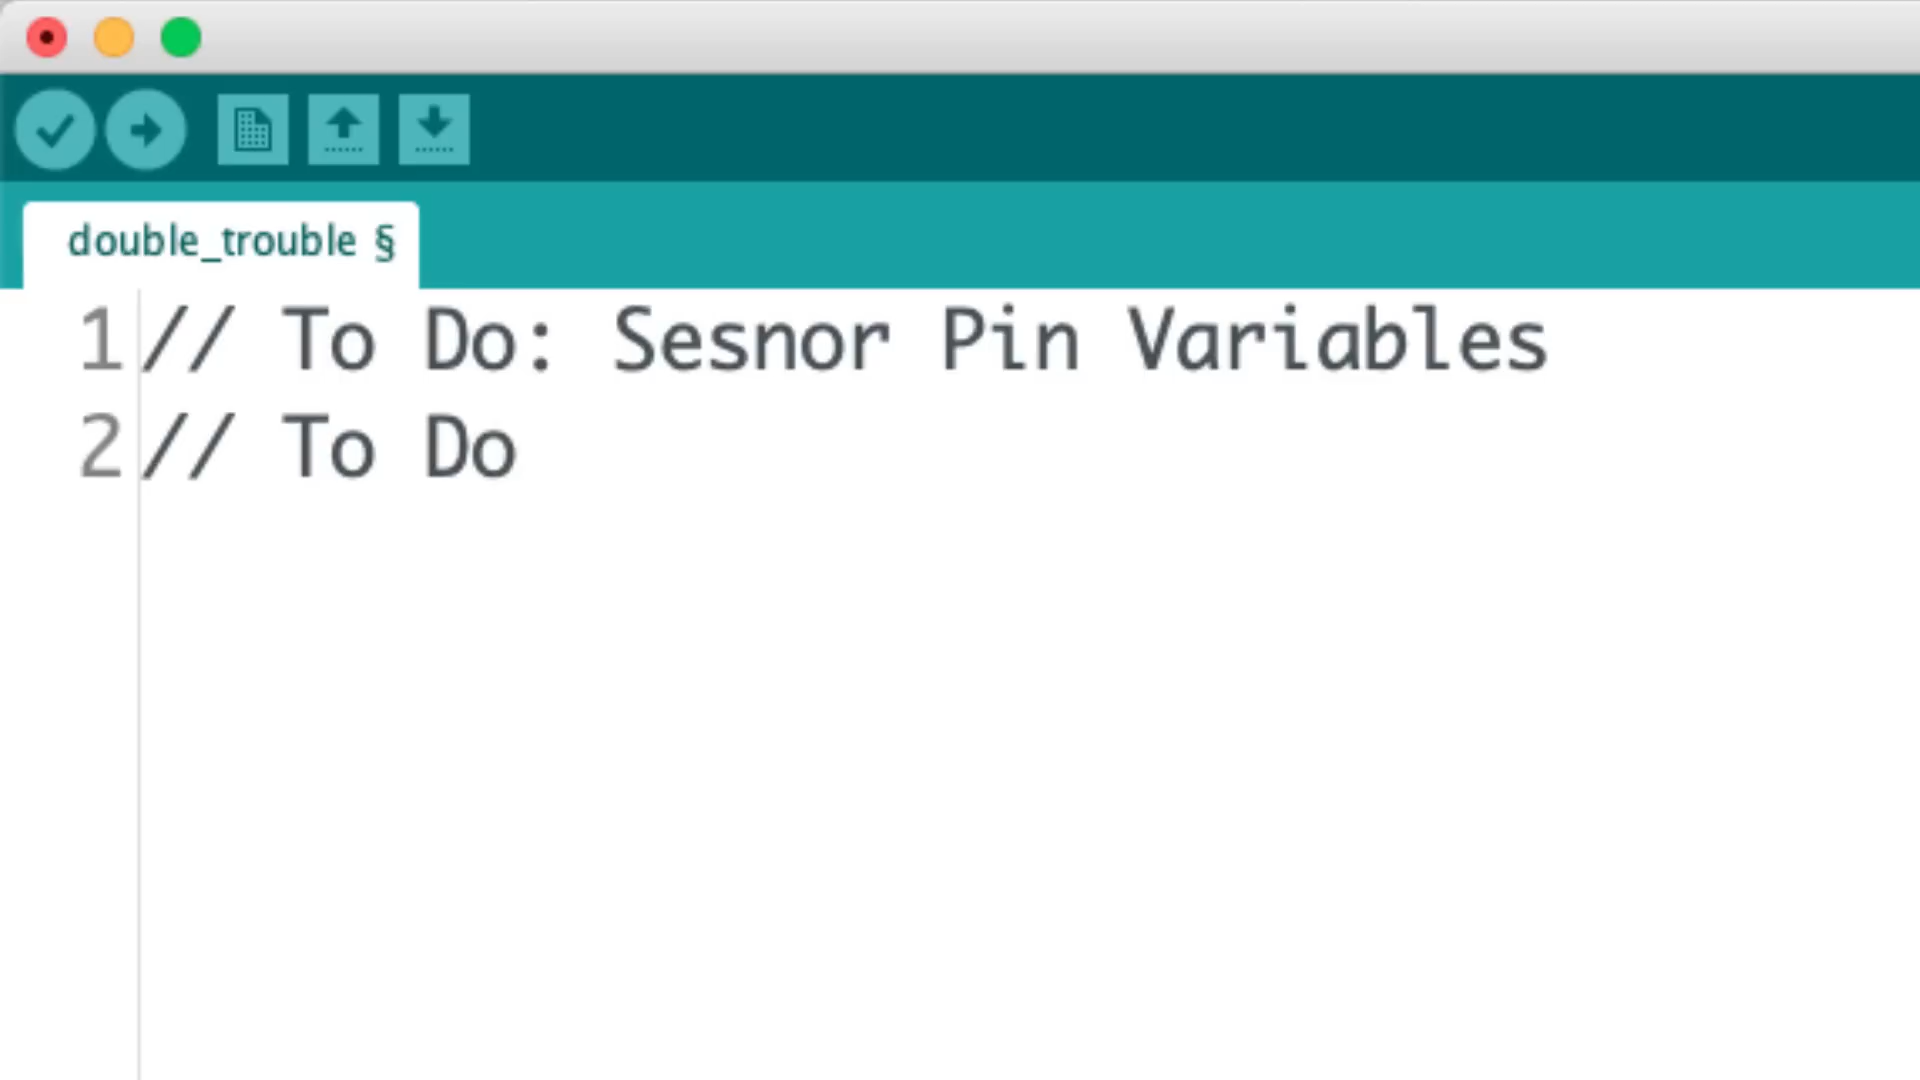 double_trouble §
1// To Do: Sesnor Pin Variables
2// To Do